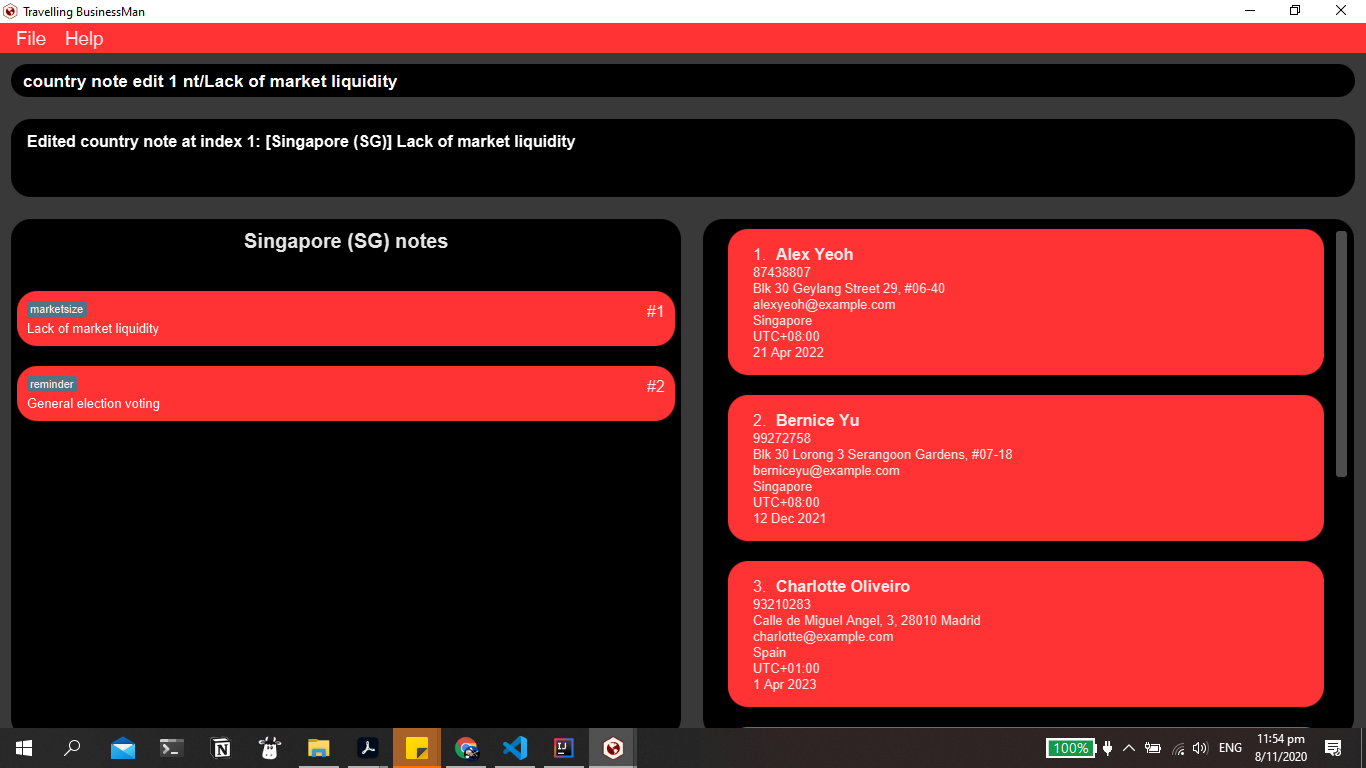 Travelling BusinessMan
File Help
country note edit 1 nt/Lack of market liquidity
Edited country note at index 1: [Singapore (SG)] Lack of market liquidity
Singapore (SG) notes
marketsize
#1
Lack of market liquidity
reminder
#2
General election voting
1. Alex Yeoh
87438807
Blk 30 Geylang Street 29, #06-40
alexyeoh@example.com
Singapore
UTC+08:00
21 Apr 2022
2. Bernice Yu
99272758
Blk 30 Lorong 3 Serangoon Gardens, #07-18
berniceyu@example.com
Singapore
UTC+08:00
12 Dec 2021
3. Charlotte Oliveiro
93210283
Calle de Miguel Angel, 3, 28010 Madrid
charlotte@example.com
Spain
UTC+01:00
1 Apr 2023
100%
ENG
11:54 pm
8/11/2020